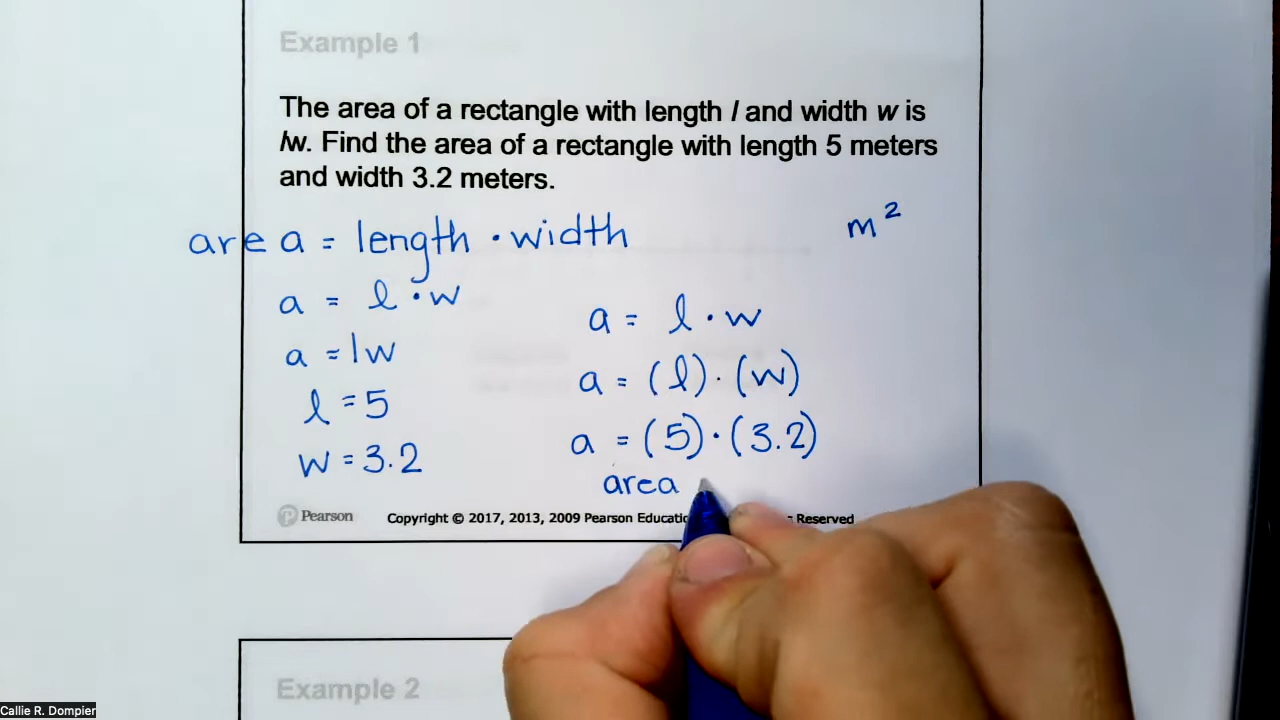 Example 1
The area of a rectangle with length l and width w is
lw. Find the area of a rectangle with length 5 meters
and width 3.2 meters.
area = length · width
m²
a = l · w
a = lw
l = 5
w = 3.2
a = l · w
a = (l) · (w)
a = (5) · (3.2)
area
Pearson
Copyright © 2017, 2013, 2009 Pearson Reserved
Example 2
Callie R. Dompier